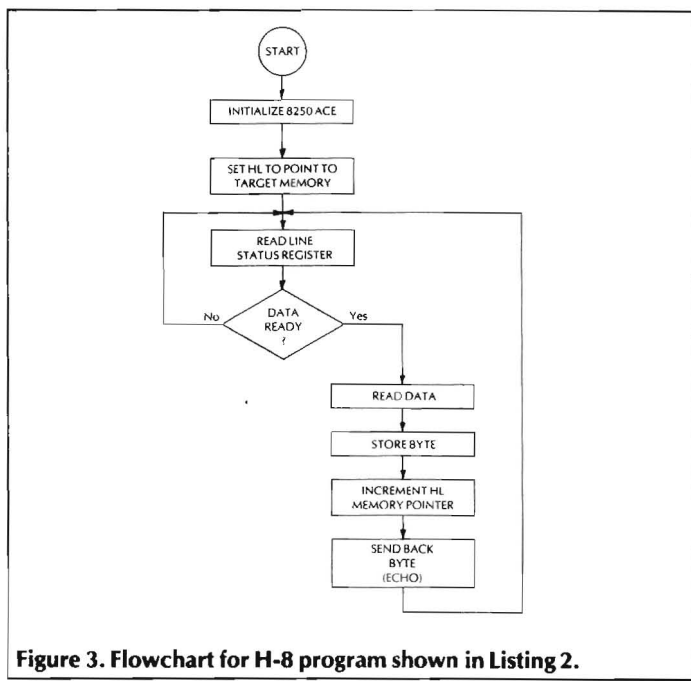 START
INITIALIZE 8250 ACE
SET HL TO POINT TO
TARGET MEMORY
READ LINE
STATUS REGISTER
No
DATA
READY
?
Yes
READ DATA
STORE BYTE
INCREMENT HL
MEMORY POINTER
SEND BACK
BYTE
(ECHO)
Figure 3. Flowchart for H-8 program shown in Listing 2.